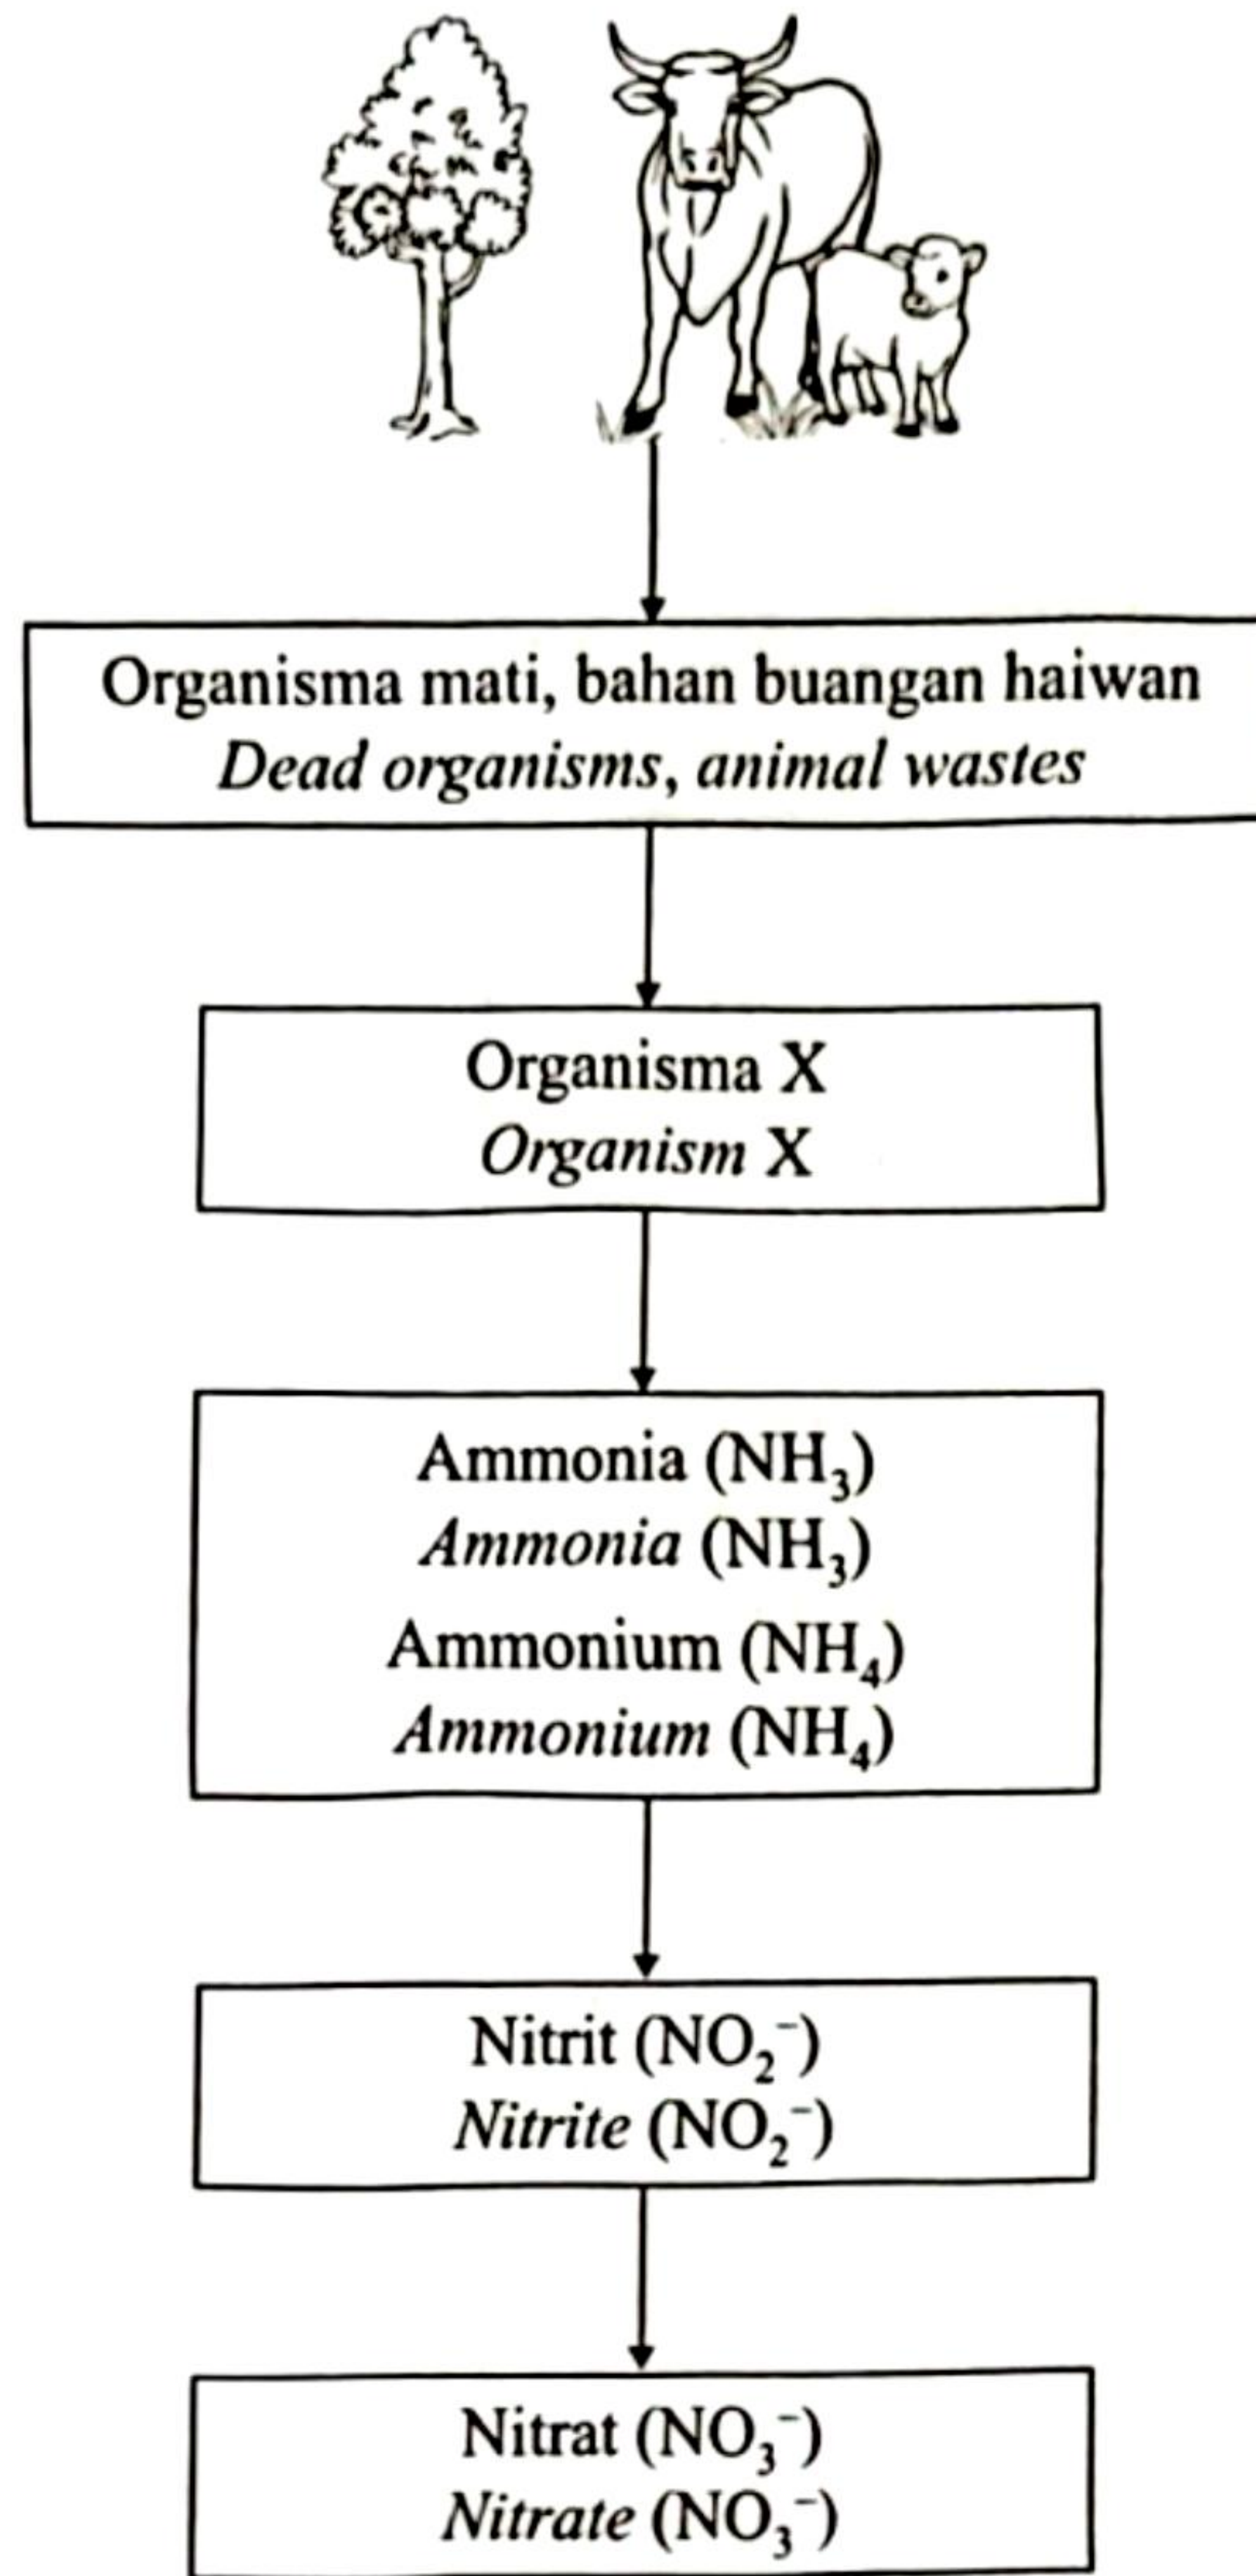 Organisma mati, bahan buangan haiwan
Dead organisms, animal wastes
Organisma X
Organism X
Ammonia (NH₃)
Ammonia (NH₃)
Ammonium (NH₄)
Ammonium (NH₄)
Nitrit (NO₂⁻)
Nitrite (NO₂⁻)
Nitrat (NO₃⁻)
Nitrate (NO₃⁻)